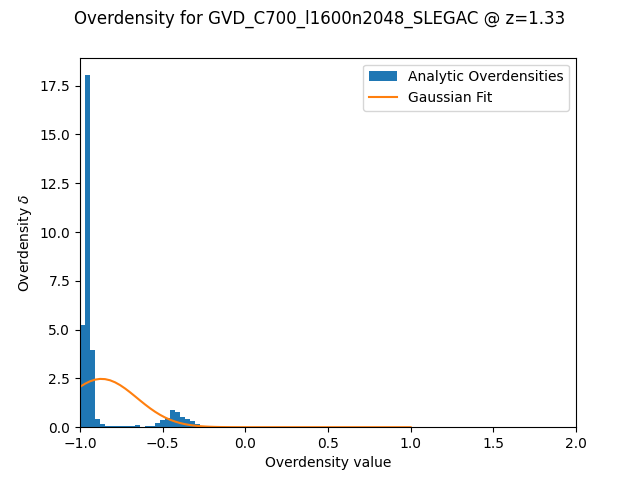 Overdensity for GVD_C700_l1600n2048_SLEGAC @ z=1.33
Analytic Overdensities
Gaussian Fit
Overdensity δ
17.5
15.0
12.5
10.0
7.5
5.0
2.5
0.0
−1.0 −0.5 0.0 0.5 1.0 1.5 2.0
Overdensity value